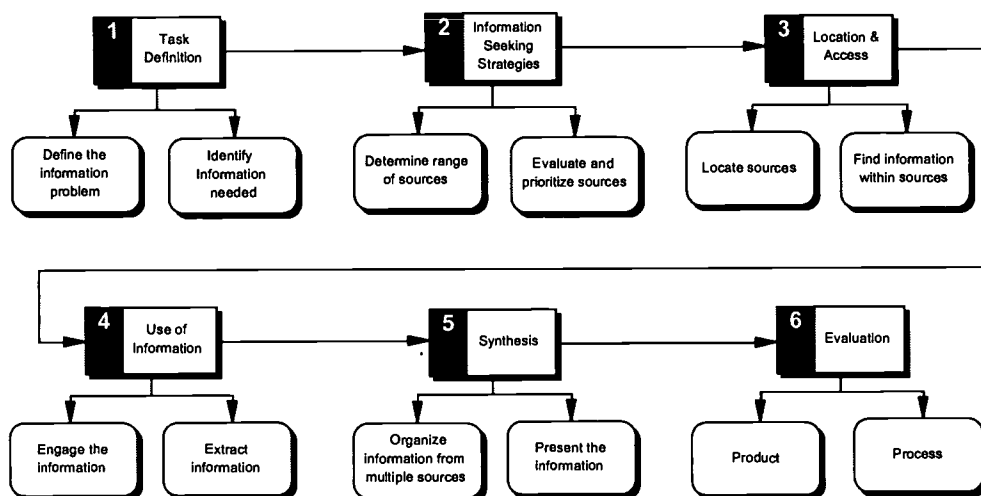 1
Task
Definition
2
Information
Seeking
Strategies
3
Location &
Access
Define the
information
problem
Identify
Information
needed
Determine range
of sources
Evaluate and
prioritize sources
Locate sources
Find information
within sources
4
Use of
Information
5
Synthesis
6
Evaluation
Engage the
information
Extract
information
Organize
information from
multiple sources
Present the
information
Product
Process